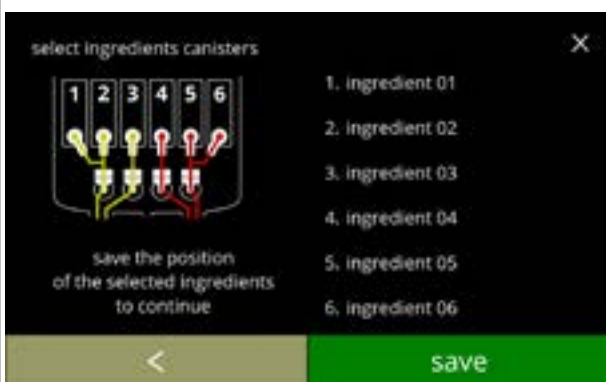 select ingredients canisters
1 2 3 4 5 6
save the position
of the selected ingredients
to continue
1. ingredient 01
2. ingredient 02
3. ingredient 03
4. ingredient 04
5. ingredient 05
6. ingredient 06
<
save